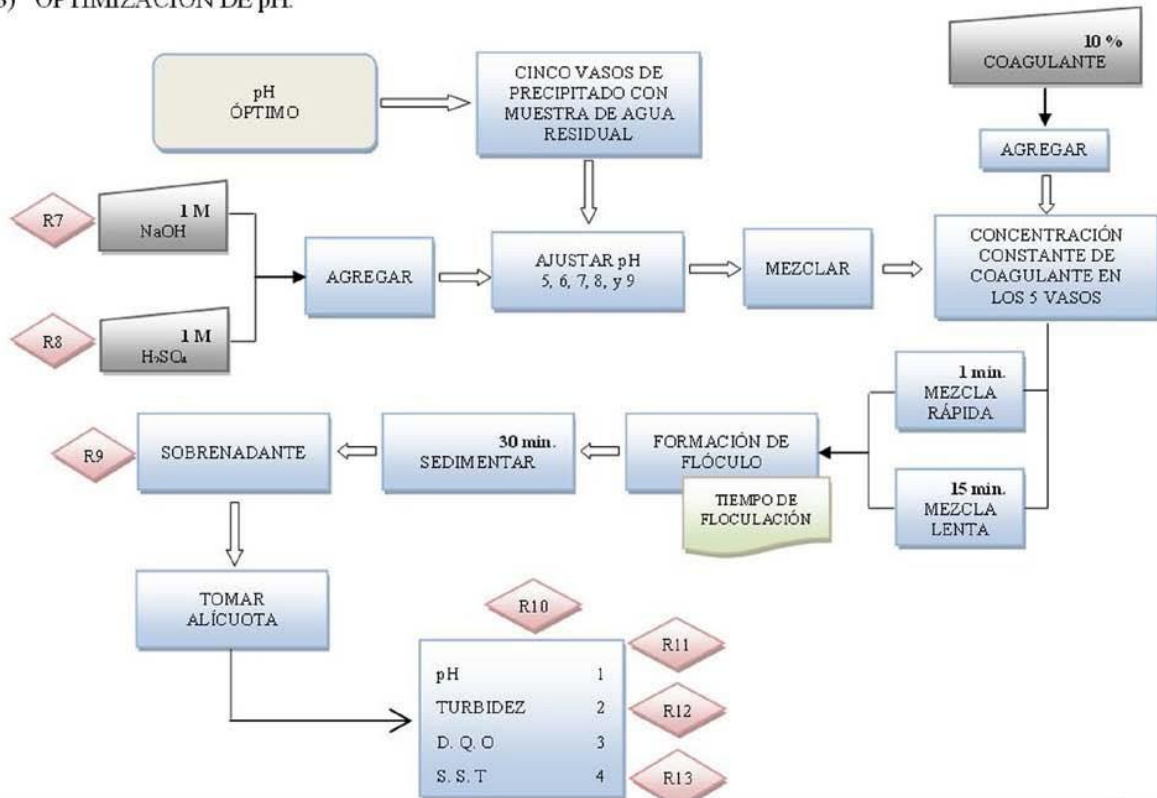 OPTIMIZACIÓN DE pH.
pH
ÓPTIMO
CINCO VASOS DE
PRECIPITADO CON
MUESTRA DE AGUA
RESIDUAL
10 %
COAGULANTE
AGREGAR
R7
1 M
NaOH
R8
1 M
H₂SO₄
AGREGAR
AJUSTAR pH
5, 6, 7, 8, y 9
MEZCLAR
CONCENTRACIÓN
CONSTANTE DE
COAGULANTE EN
LOS 5 VASOS
1 min.
MEZCLA
RÁPIDA
15 min.
MEZCLA
LENTA
FORMACIÓN DE
FLÓCULO
TIEMPO DE
FLOCULACIÓN
30 min.
SEDIMENTAR
SOBRENADANTE
R9
TOMAR
ALÍCUOTA
R10
pH 1
R11
TURBIDEZ 2
R12
D. Q. O 3
S. S. T 4
R13